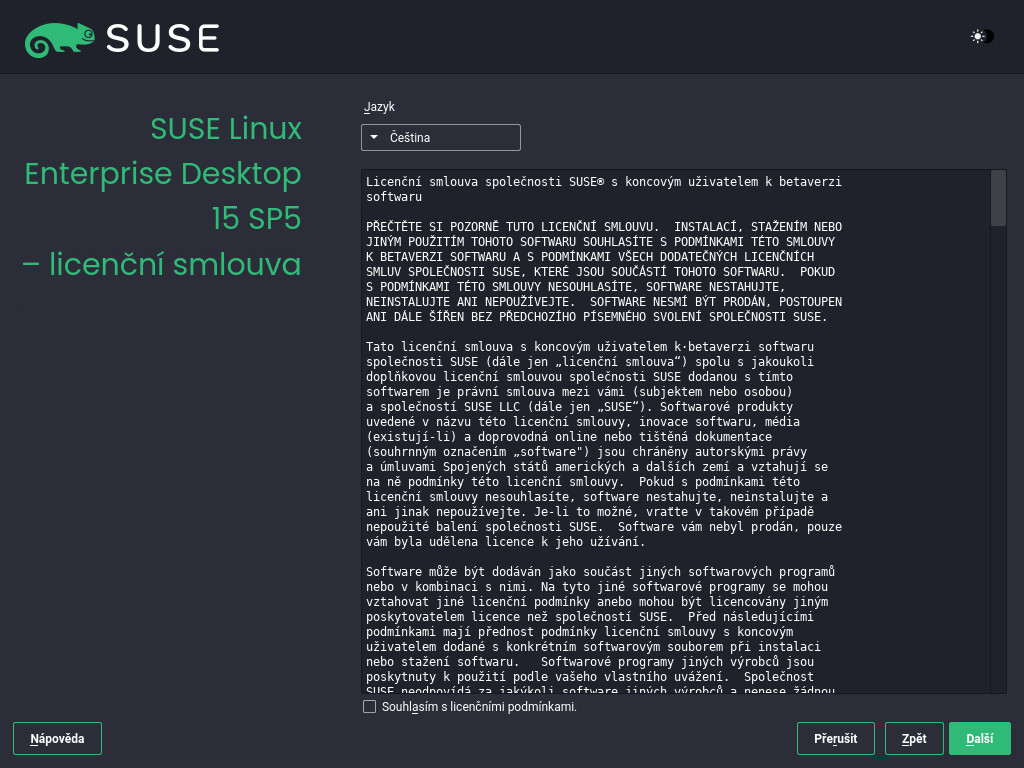 SUSE
SUSE Linux
Enterprise Desktop
15 SP5
– licenční smlouva
Jazyk
Čeština
Licenční smlouva společnosti SUSE® s koncovým uživatelem k betaverzi
softwaru
PŘEČTĚTE SI POZORNĚ TUTO LICENČNÍ SMLOUVU.  INSTALACÍ, STAŽENÍM NEBO
JINÝM POUŽITÍM TOHOTO SOFTWARU SOUHLASÍTE S PODMÍNKAMI TÉTO SMLOUVY
K BETAVERZI SOFTWARU A S PODMÍNKAMI VŠECH DODATEČNÝCH LICENČNÍCH
SMLUV SPOLEČNOSTI SUSE, KTERÉ JSOU SOUČÁSTÍ TOHOTO SOFTWARU.  POKUD
S PODMÍNKAMI TÉTO SMLOUVY NESOUHLASÍTE, SOFTWARE NESTAHUJTE,
NEINSTALUJTE ANI NEPOUŽÍVEJTE.  SOFTWARE NESMÍ BÝT PRODÁN, POSTOUPEN
ANI DÁLE ŠÍŘEN BEZ PŘEDCHOZÍHO PÍSEMNÉHO SVOLENÍ SPOLEČNOSTI SUSE.
Tato licenční smlouva s koncovým uživatelem k·betaverzi softwaru
společnosti SUSE (dále jen „licenční smlouva“) spolu s jakoukoli
doplňkovou licenční smlouvou společnosti SUSE dodanou s tímto
softwarem je právní smlouva mezi vámi (subjektem nebo osobou)
a společností SUSE LLC (dále jen „SUSE“). Softwarové produkty
uvedené v názvu této licenční smlouvy, inovace softwaru, média
(existují-li) a doprovodná online nebo tištěná dokumentace
(souhrnným označením „software") jsou chráněny autorskými právy
a úmluvami Spojených států amerických a dalších zemí a vztahují se
na ně podmínky této licenční smlouvy.  Pokud s podmínkami této
licenční smlouvy nesouhlasíte, software nestahujte, neinstalujte a
ani jinak nepoužívejte. Je-li to možné, vraťte v takovém případě
nepoužité balení společnosti SUSE.  Software vám nebyl prodán, pouze
vám byla udělena licence k jeho užívání.
Software může být dodáván jako součást jiných softwarových programů
nebo v kombinaci s nimi. Na tyto jiné softwarové programy se mohou
vztahovat jiné licenční podmínky anebo mohou být licencovány jiným
poskytovatelem licence než společností SUSE.  Před následujícími
podmínkami mají přednost podmínky licenční smlouvy s koncovým
uživatelem dodané s konkrétním softwarovým souborem při instalaci
nebo stažení softwaru.   Softwarové programy jiných výrobců jsou
poskytnuty k použití podle vašeho vlastního uvážení.  Společnost
SUSE neodpovídá za jakýkoli software jiných výrobců a nenese žádnou
Souhlasím s licenčními podmínkami.
Nápověda
Přerušit
Zpět
Další